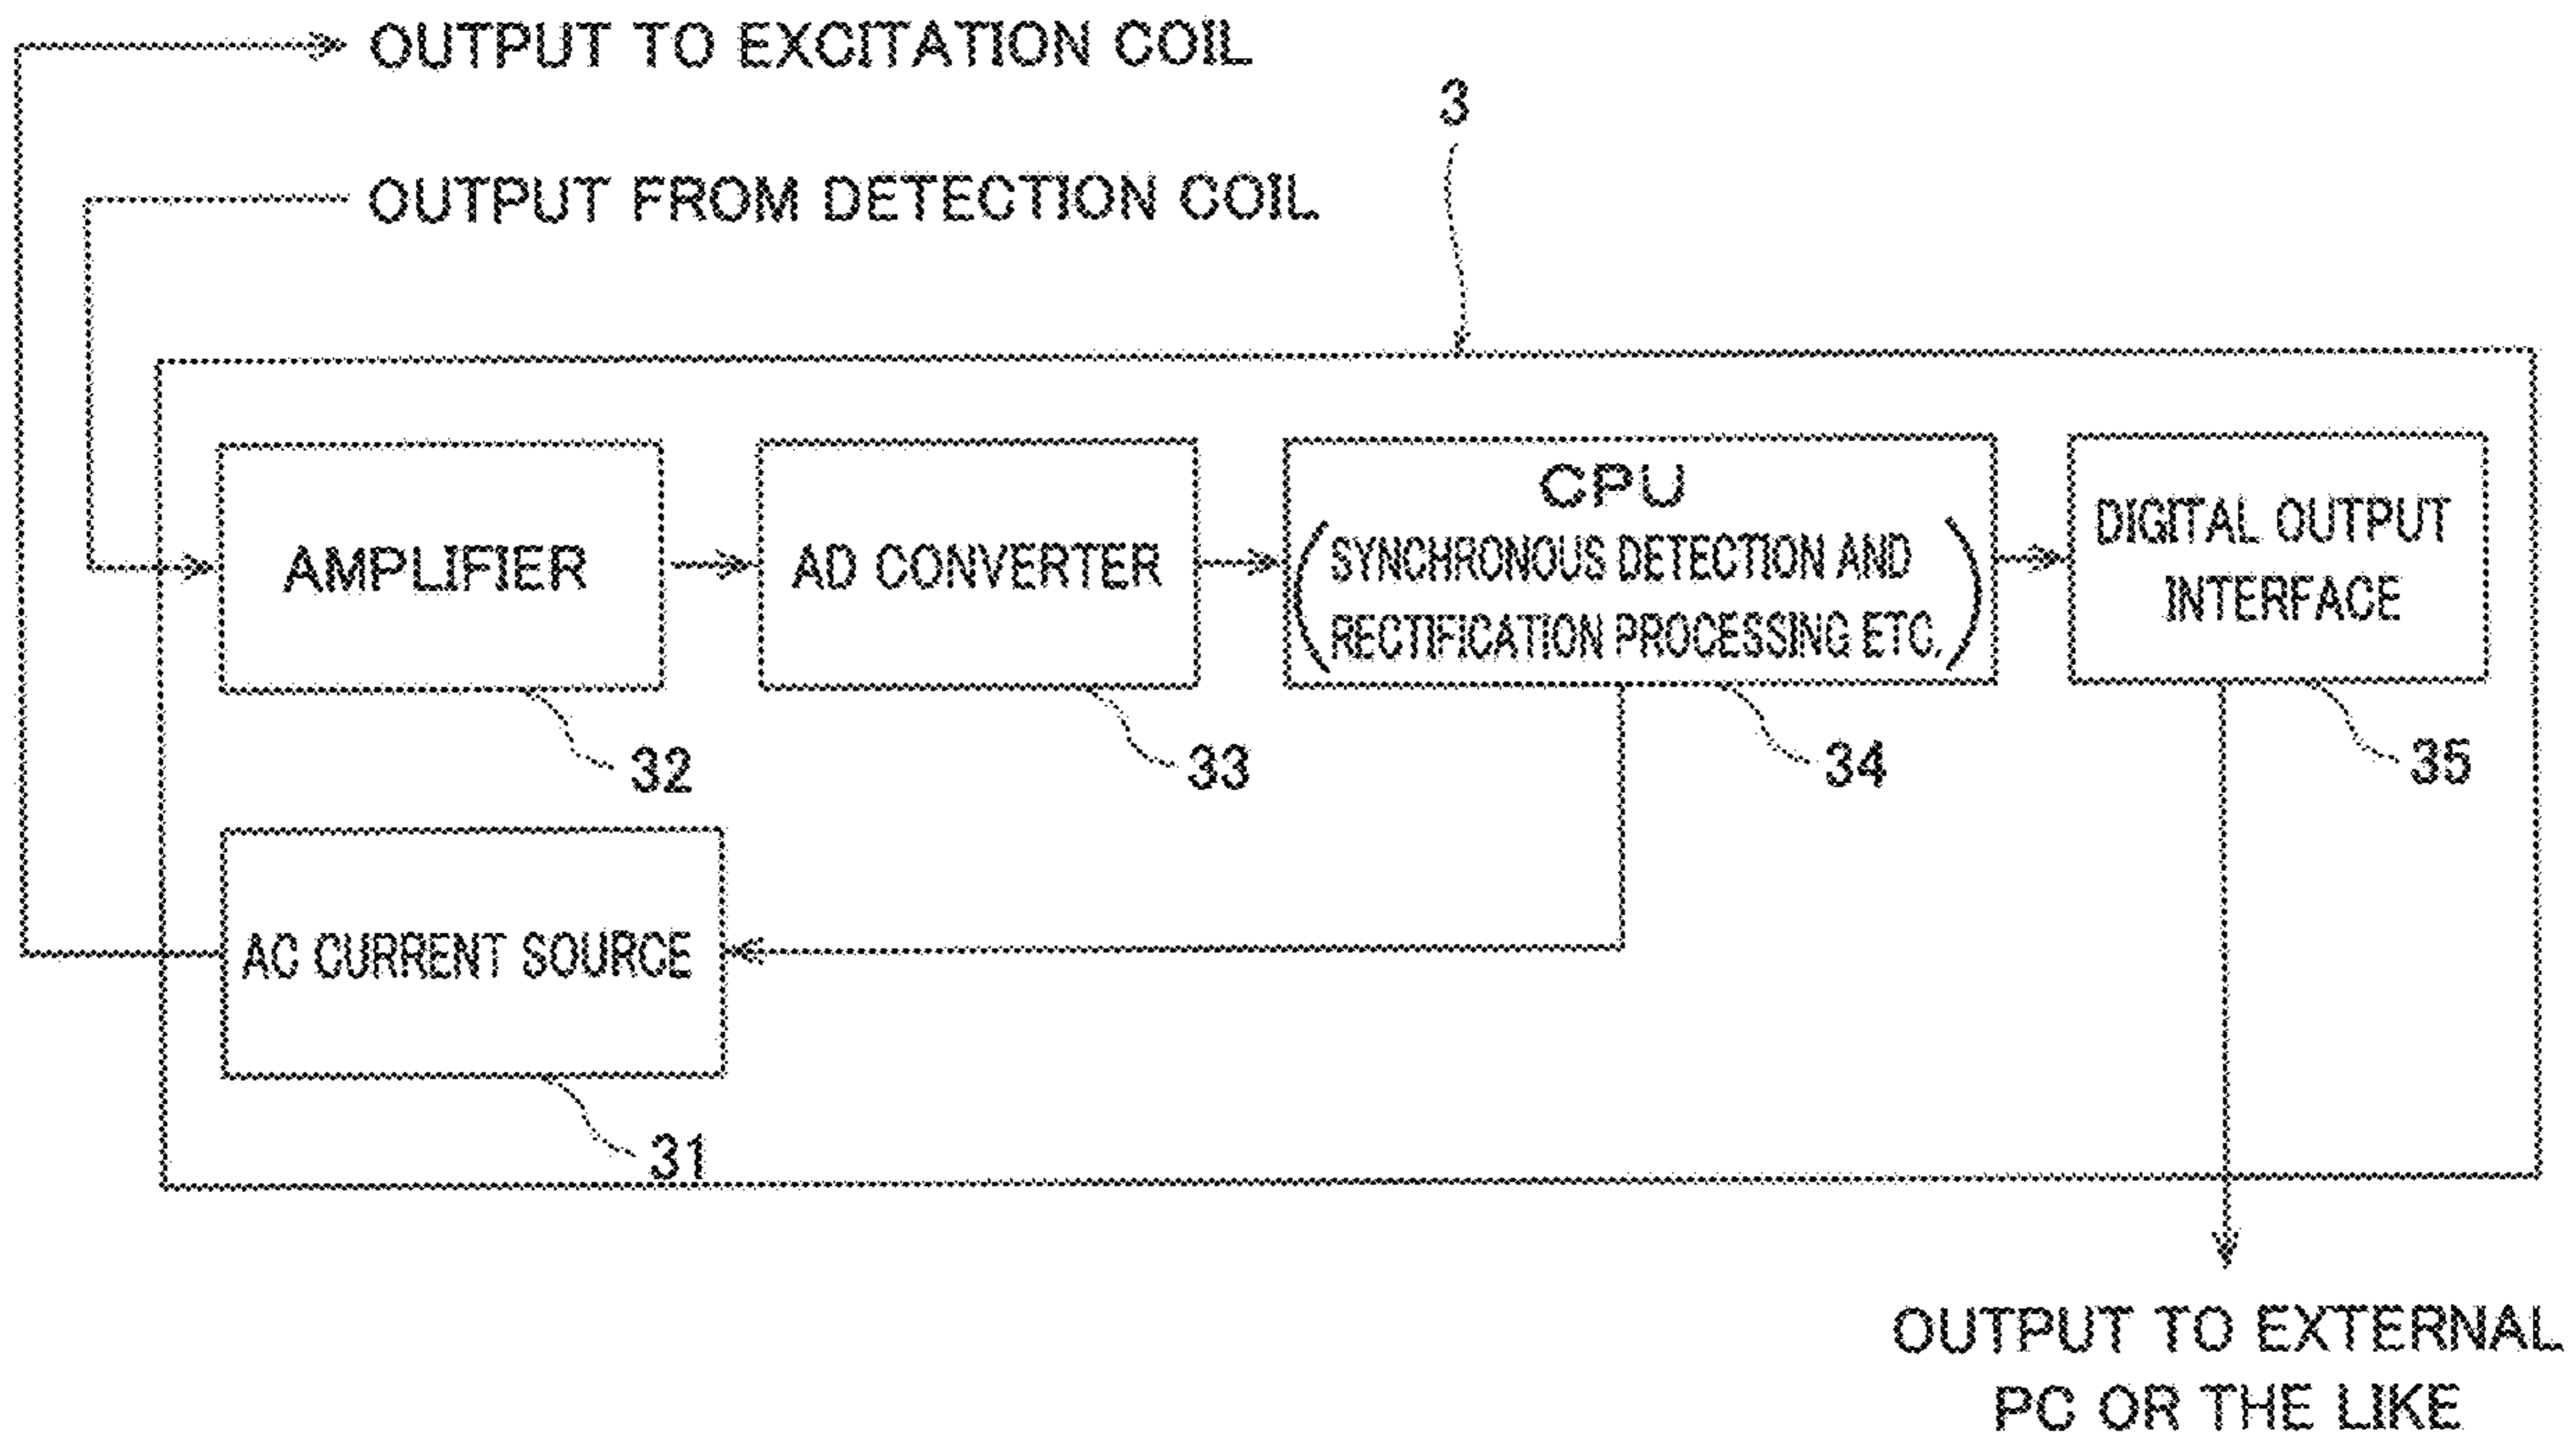 OUTPUT TO EXCITATION COIL
3
OUTPUT FROM DETECTION COIL
AMPLIFIER
AD CONVERTER
CPU
(SYNCHRONOUS DETECTION AND
RECTIFICATION PROCESSING ETC.)
DIGITAL OUTPUT
INTERFACE
32
33
34
35
AC CURRENT SOURCE
31
OUTPUT TO EXTERNAL
PC OR THE LIKE